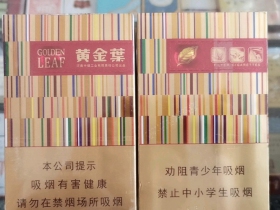 GOLDEN
LEAF
黄金葉
本公司提示
吸烟有害健康
请勿在禁烟场所吸烟
劝阻青少年吸烟
禁止中小学生吸烟